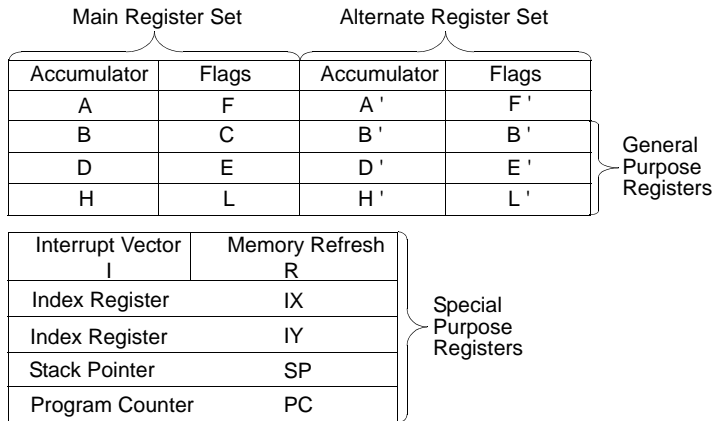 Main Register Set Alternate Register Set
Accumulator Flags Accumulator Flags
A F A ' F '
B C B ' B '
D E D ' E '
H L H ' L '
General
Purpose
Registers
Interrupt Vector Memory Refresh
I R
Index Register IX
Index Register IY
Stack Pointer SP
Program Counter PC
Special
Purpose
Registers